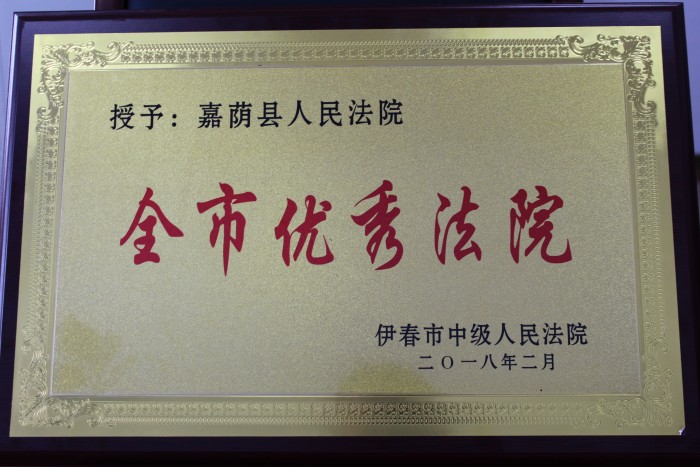 授予：嘉荫县人民法院
全市优秀法院
伊春市中级人民法院
二〇一八年二月